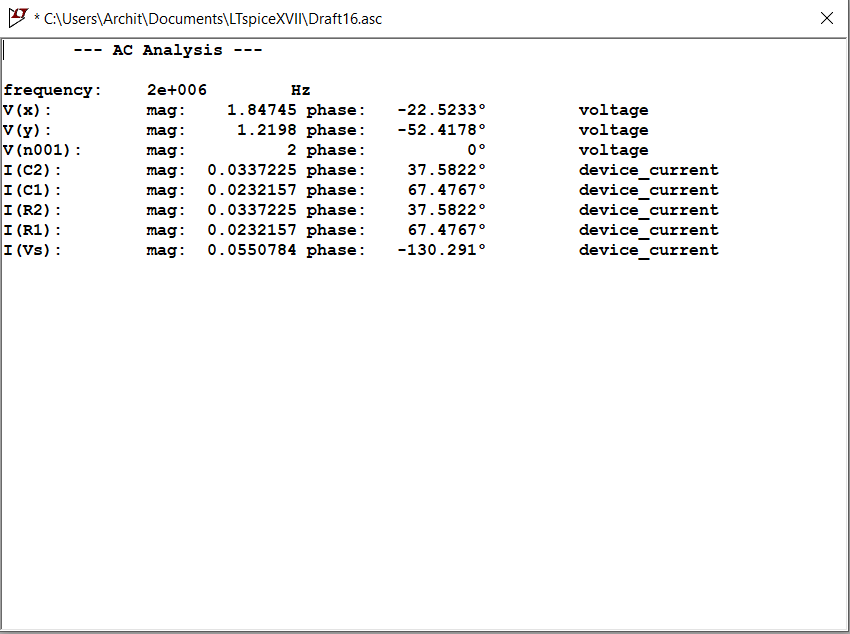 * C:\Users\Archit\Documents\LTspiceXVII\Draft16.asc
--- AC Analysis ---
frequency: 2e+006 Hz
V(x): mag: 1.84745 phase: -22.5233° voltage
V(y): mag: 1.2198 phase: -52.4178° voltage
V(n001): mag: 2 phase: 0° voltage
I(C2): mag: 0.0337225 phase: 37.5822° device_current
I(C1): mag: 0.0232157 phase: 67.4767° device_current
I(R2): mag: 0.0337225 phase: 37.5822° device_current
I(R1): mag: 0.0232157 phase: 67.4767° device_current
I(Vs): mag: 0.0550784 phase: -130.291° device_current